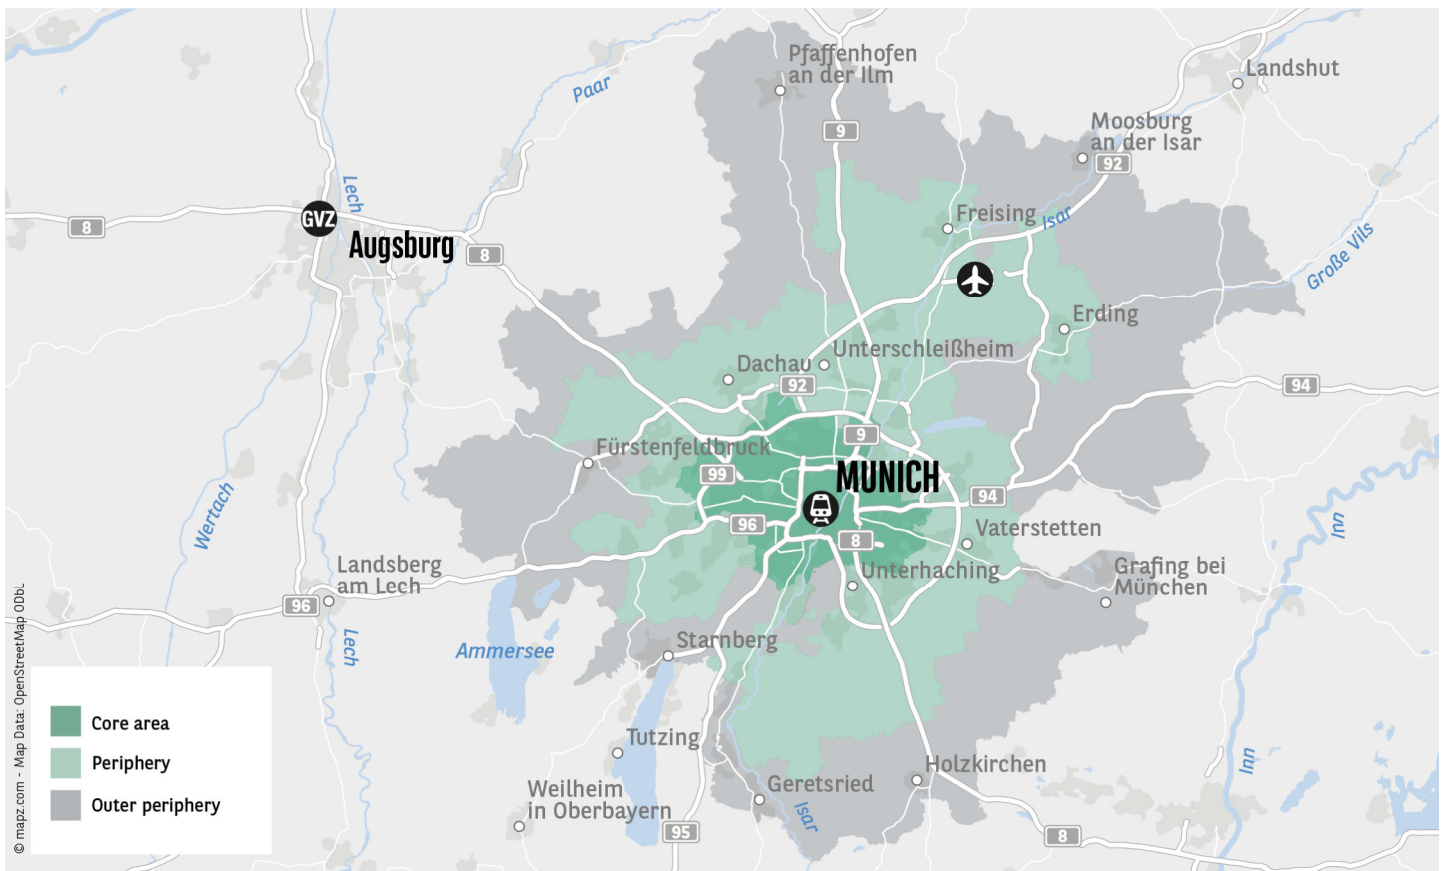 Pfaffenhofen
an der Ilm
Landshut
Paar
Moosburg
an der Isar
9
92
Lech
GVZ
Augsburg
8
8
Freising
Isar
Große Vils
Erding
Unterschleißheim
Dachau
92
94
Fürstenfeldbruck
9
MUNICH
99
94
96
8
Vaterstetten
Wertach
Inn
Landsberg
am Lech
96
Unterhaching
Grafing bei
München
Lech
Ammersee
Starnberg
Tutzing
Weilheim
in Oberbayern
95
Geretsried
Isar
Holzkirchen
8
Inn
Core area
Periphery
Outer periphery
© mapz.com - Map Data: OpenStreetMap ODbL